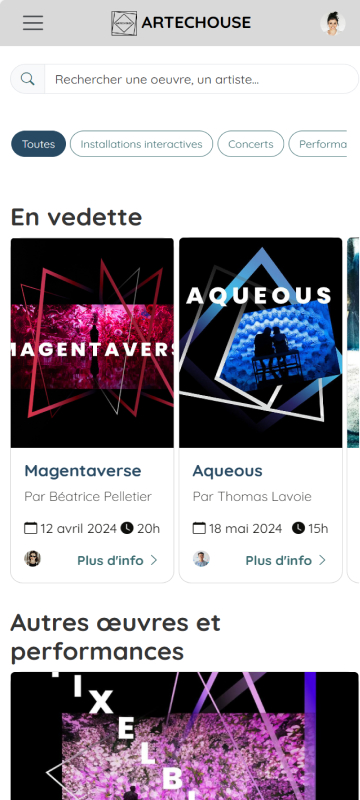 ARTECHOUSE
Rechercher une oeuvre, un artiste...
Toutes
Installations interactives
Concerts
Performa
En vedette
MAGENTAVERS
AQUEOUS
Magentaverse
Aqueous
Par Béatrice Pelletier
Par Thomas Lavoie
12 avril 2024 20h
18 mai 2024 15h
Plus d'info
Plus d'info
Autres œuvres et
performances
IXELBL